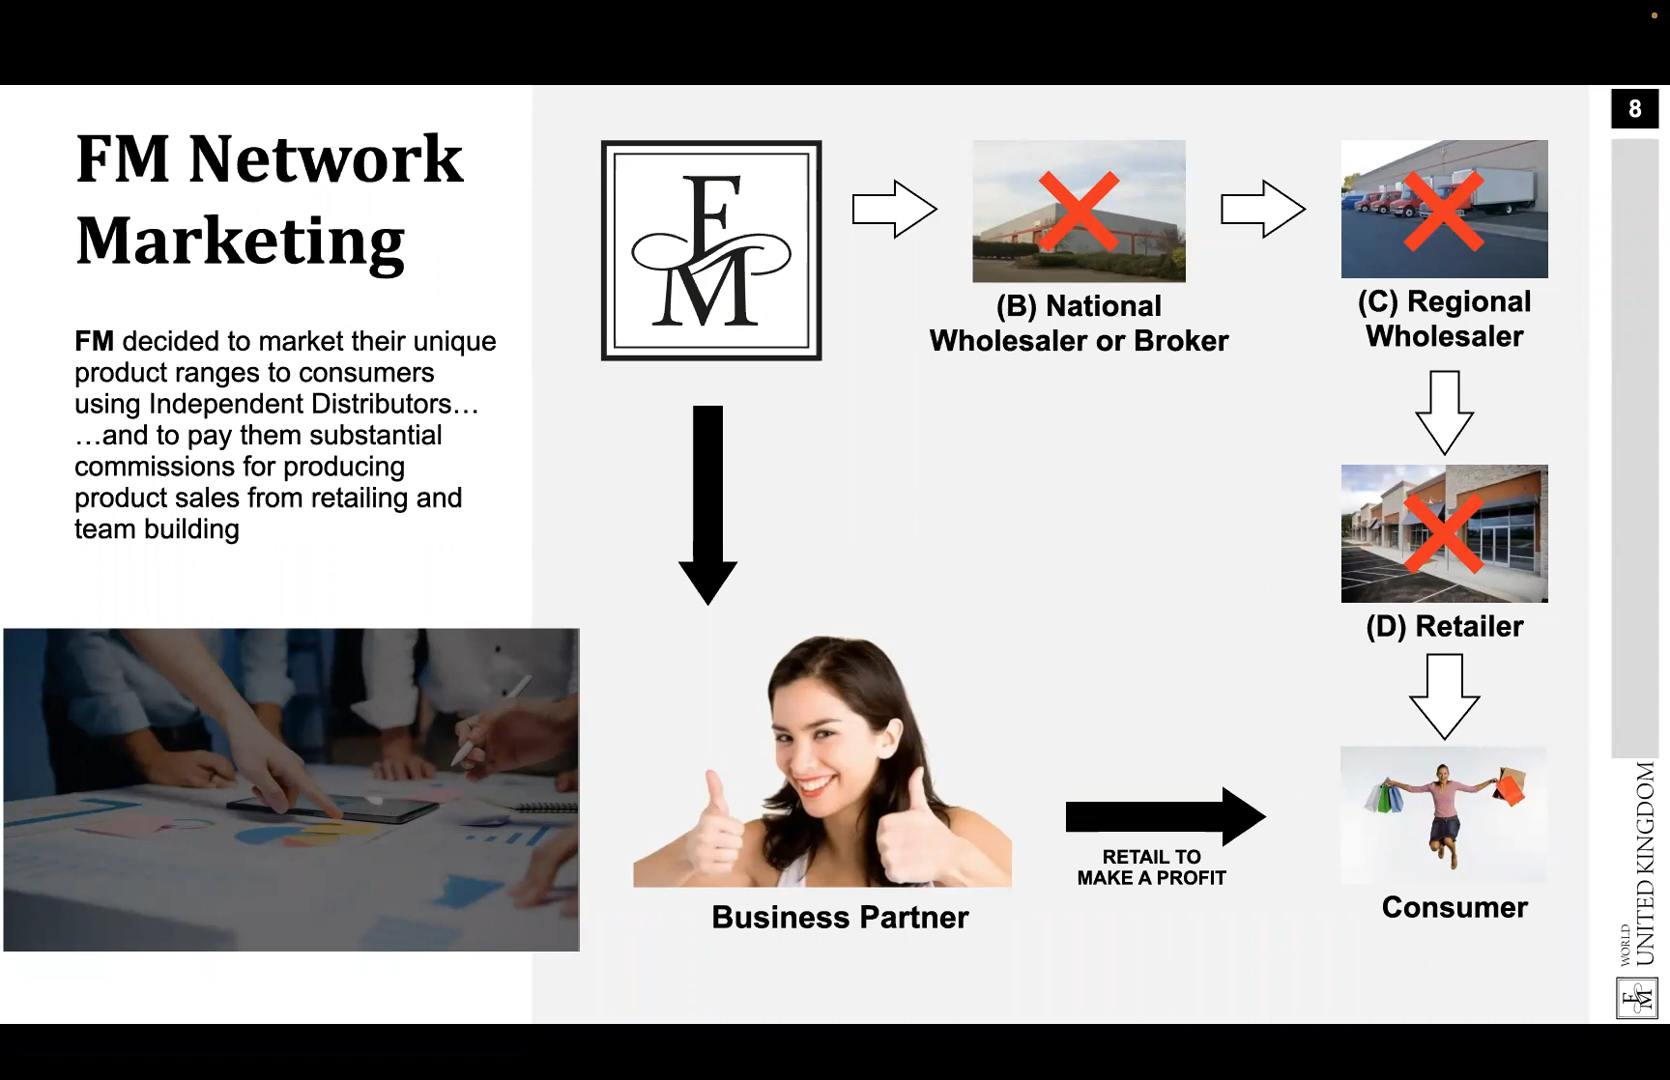 8
FM Network
Marketing
FM decided to market their unique
product ranges to consumers
using Independent Distributors…
…and to pay them substantial
commissions for producing
product sales from retailing and
team building
FM
(B) National
Wholesaler or Broker
(C) Regional
Wholesaler
(D) Retailer
RETAIL TO
MAKE A PROFIT
Business Partner
Consumer
WORLD
UNITED KINGDOM
FM